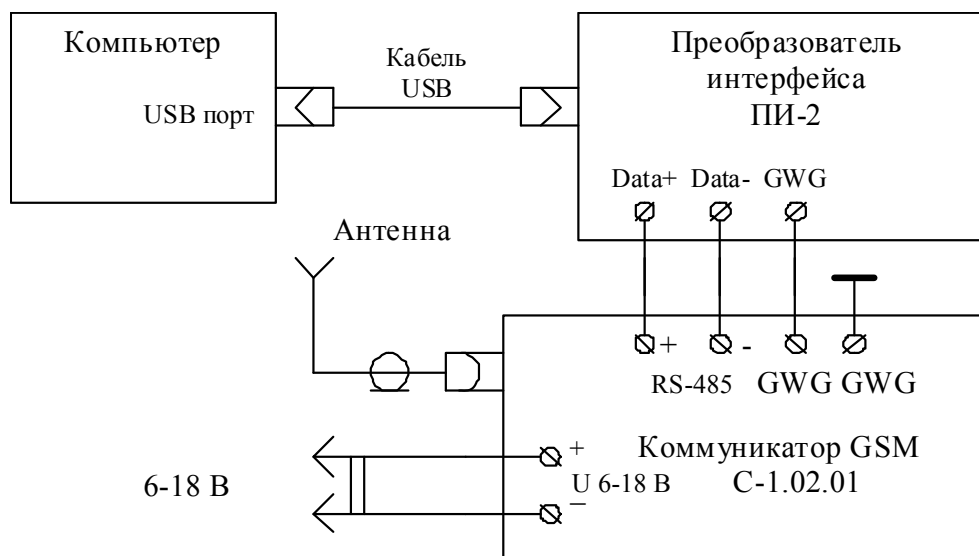 Компьютер
USB порт
Кабель
USB
Преобразователь
интерфейса
ПИ-2
Data+ Data- GWG
Антенна
+ -
RS-485 GWG GWG
Коммуникатор GSM
С-1.02.01
6-18 В
+
U 6-18 В
–